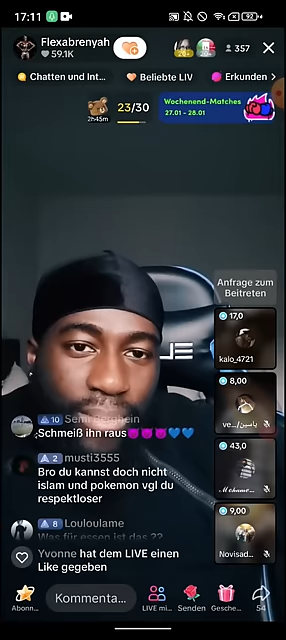 17:11
92
Flexabrenyah
59.1K
357
Chatten und Int...
Beliebte LIV
Erkunden
23/30
2h45m
Wochenend-Matches
27.01 - 28.01
Anfrage zum
Beitreten
17,0
kalo_4721
8,00
43,0
9,00
Novisad...
10
Schmeiß ihn raus😈😈😈💙💙
2 musti3555
Bro du kannst doch nicht
islam und pokemon vgl du
respektloser
8 Louloulame
Was für essen ist das ??
Yvonne hat dem LIVE einen
Like gegeben
Abonn...
Kommenta...
LIVE mi...
Senden
Gesche...
54